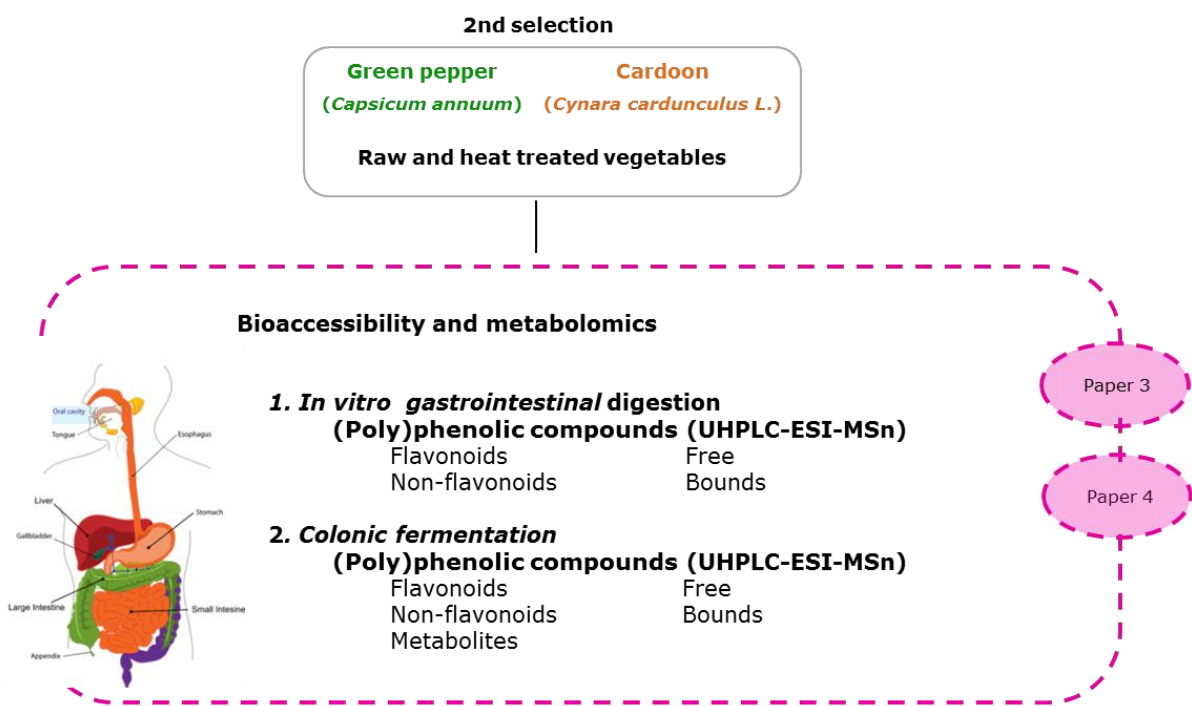 2nd selection
Green pepper Cardoon
(Capsicum annuum) (Cynara cardunculus L.)
Raw and heat treated vegetables
Bioaccessibility and metabolomics
1. In vitro gastrointestinal digestion
(Poly)phenolic compounds (UHPLC-ESI-MSn)
Flavonoids Free
Non-flavonoids Bounds
2. Colonic fermentation
(Poly)phenolic compounds (UHPLC-ESI-MSn)
Flavonoids Free
Non-flavonoids Bounds
Metabolites
Paper 3
Paper 4
Oral cavity
Tongue
Esophagus
Liver
Stomach
Gallbladder
Large Intestine
Small Intesine
Appendix